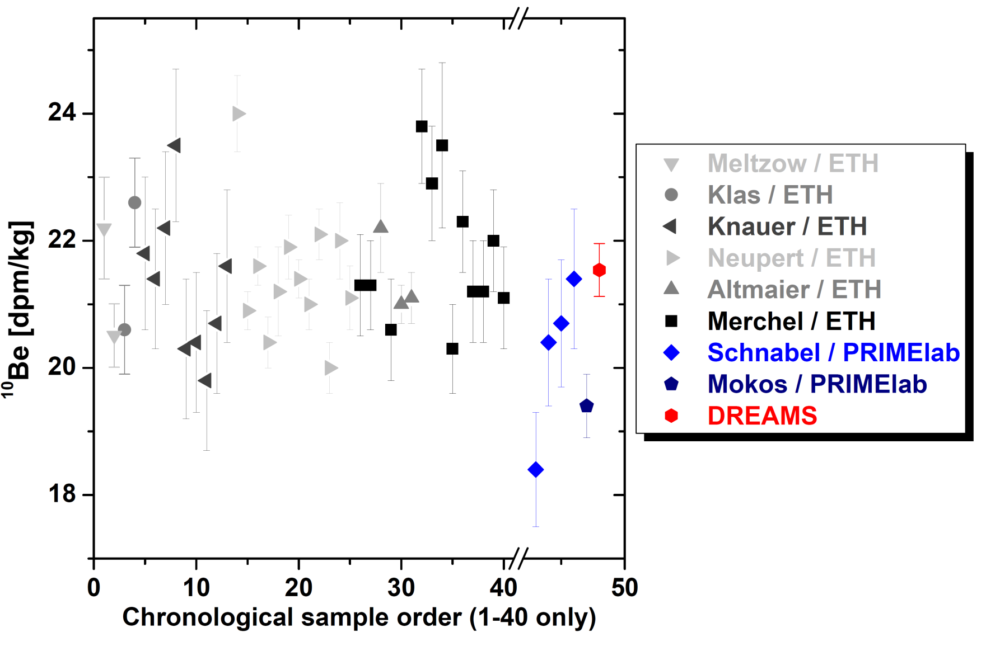 24
22
20
18
¹⁰Be [dpm/kg]
0 10 20 30 40 50
Chronological sample order (1-40 only)
Meltzow / ETH
Klas / ETH
Knauer / ETH
Neupert / ETH
Altmaier / ETH
Merchel / ETH
Schnabel / PRIMElab
Mokos / PRIMElab
DREAMS